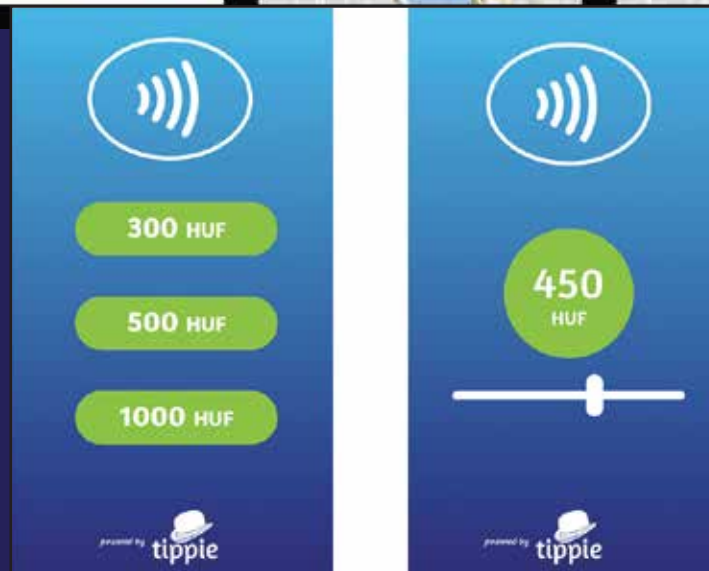 300 HUF
500 HUF
1000 HUF
powered by tippie
450
HUF
powered by tippie